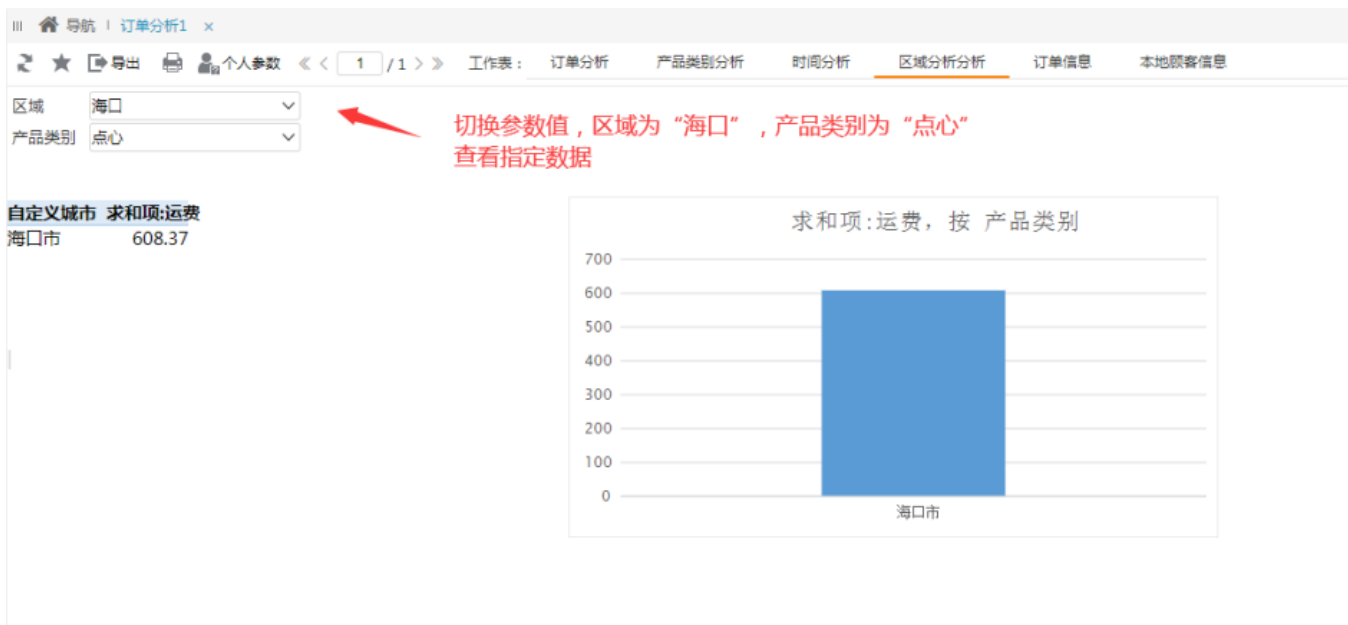 导航 订单分析1 ×
导出 个人参数 1 / 1 工作表： 订单分析 产品类别分析 时间分析 区域分析分析 订单信息 本地顾客信息
区域 海口
产品类别 点心
切换参数值，区域为“海口”，产品类别为“点心”
查看指定数据
自定义城市 求和项:运费
海口市 608.37
求和项:运费, 按 产品类别
700
600
500
400
300
200
100
0
海口市